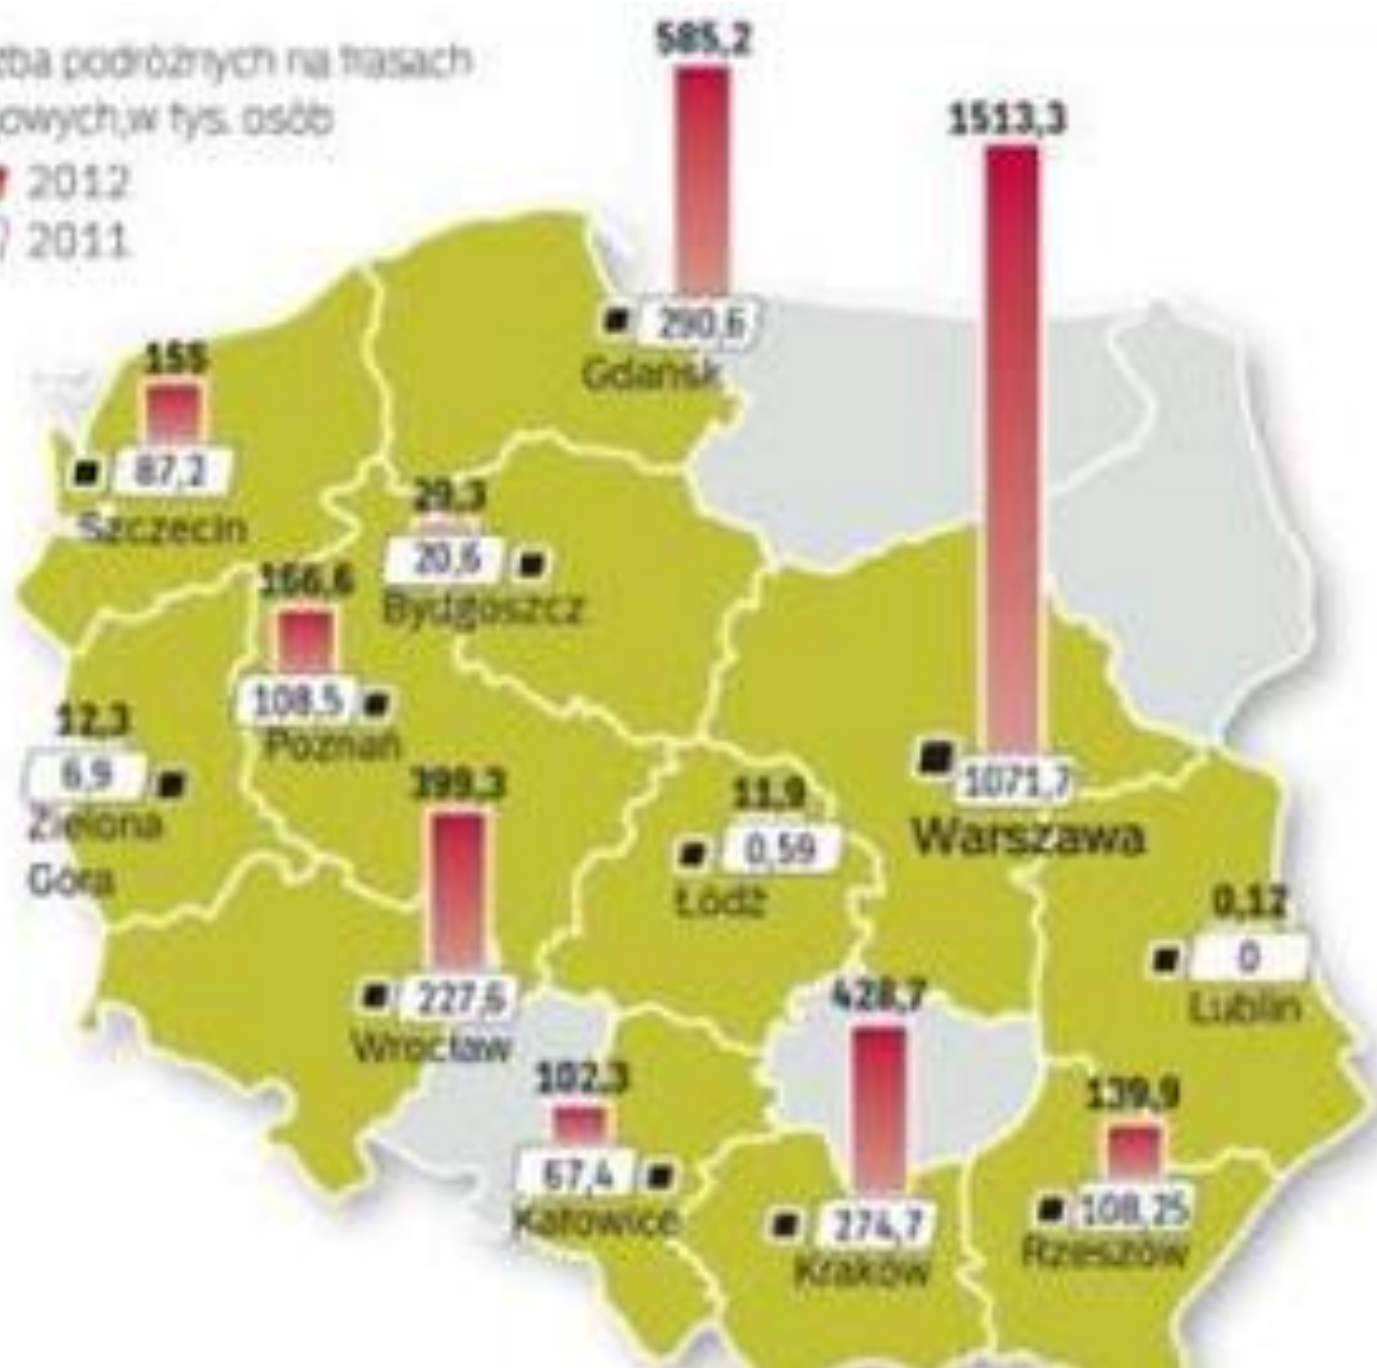 zba podróżnych na trasach
owych,w tys. osób
2012
2011
585,2
290,6
Gdańsk
1513,3
1071,7
Warszawa
155
87,2
Szczecin
29,3
20,6
Bydgoszcz
166,6
108,5
Poznań
12,3
6,9
Zielona
Góra
399,3
227,6
Wrocław
11,9
0,59
Łódź
0,12
0
Lublin
428,7
274,7
Kraków
102,3
67,4
Katowice
139,9
108,25
Rzeszów